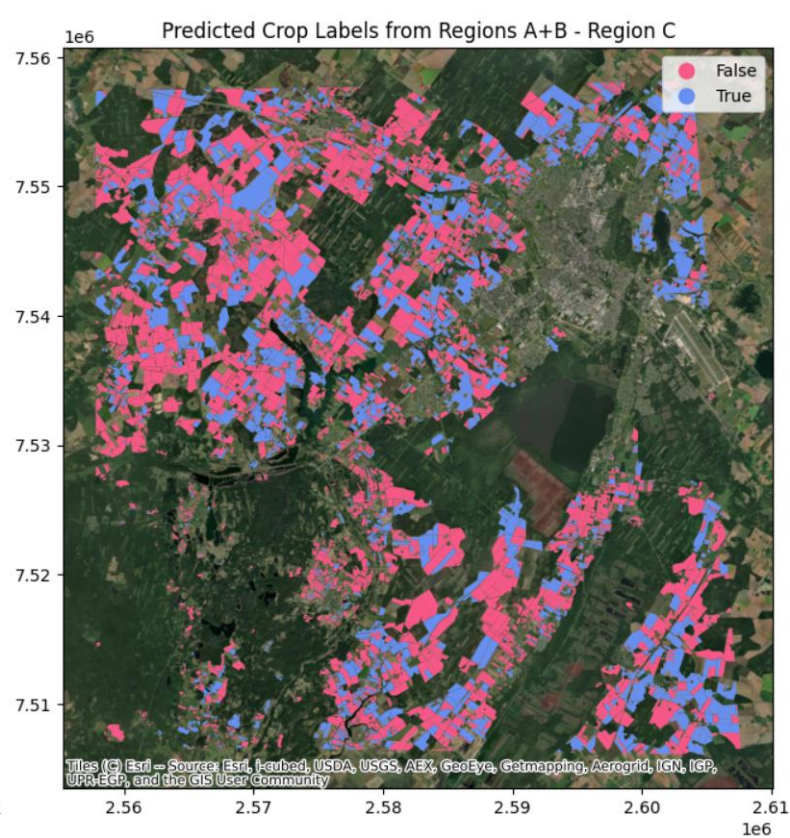 Predicted Crop Labels from Regions A+B - Region C
1e6
7.56
False
True
7.55
7.54
7.53
7.52
7.51
Tiles (C) Esri -- Source: Esri, i-cubed, USDA, USGS, AEX, GeoEye, Getmapping, Aerogrid, IGN, IGP,
UPR-EGP, and the GIS User Community
2.56 2.57 2.58 2.59 2.60 2.61
1e6